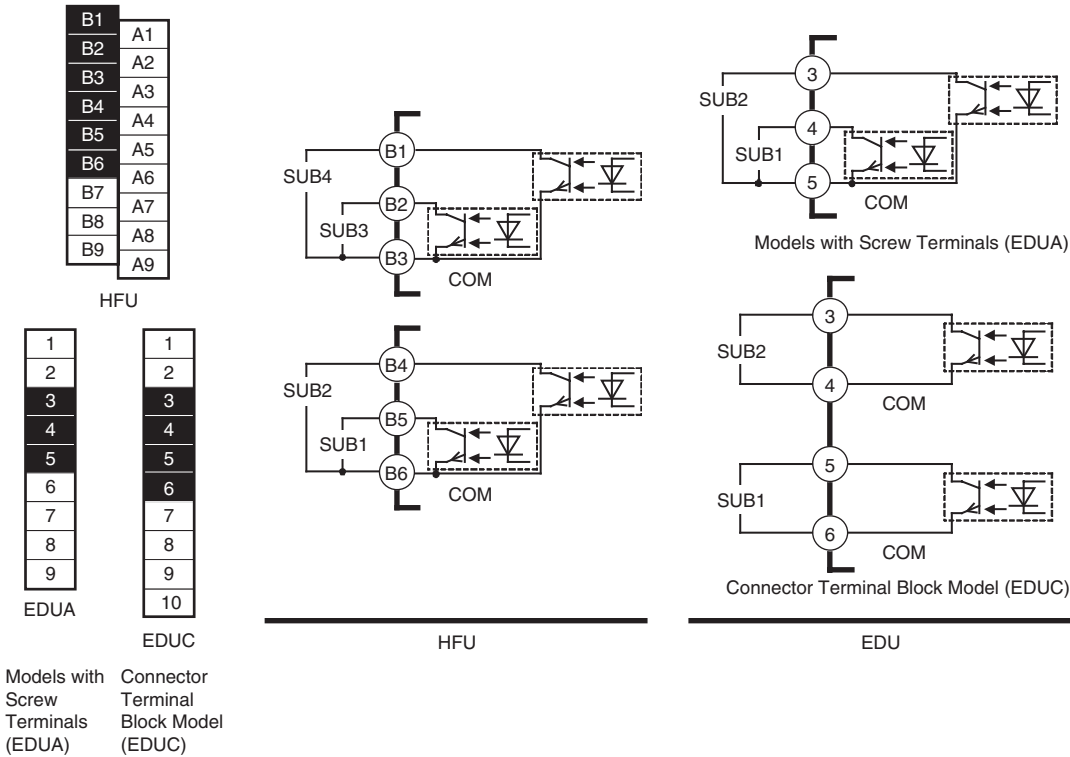 B1
B2
B3
B4
B5
B6
B7
B8
B9
A1
A2
A3
A4
A5
A6
A7
A8
A9
HFU
1
2
3
4
5
6
7
8
9
EDUA
Models with
Screw
Terminals
(EDUA)
1
2
3
4
5
6
7
8
9
10
EDUC
Connector
Terminal
Block Model
(EDUC)
B1
SUB4
B2
SUB3
B3
COM
B4
SUB2
B5
SUB1
B6
COM
HFU
3
SUB2
4
SUB1
5
COM
Models with Screw Terminals (EDUA)
3
SUB2
4
COM
5
SUB1
6
COM
Connector Terminal Block Model (EDUC)
EDU